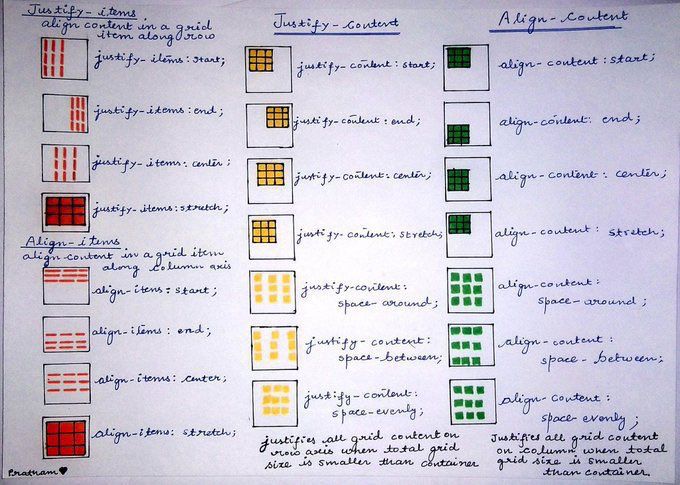 Justify-items
align content in a grid
item along row
justify-items: start;
justify-items: end;
justify-items: center;
justify-items: stretch;
Align-items
align content in a grid item
along column axis
align-items: start;
align-items: end;
align-items: center;
align-items: stretch;
Pratham
Justify-Content
justify-content: start;
justify-content: end;
justify-content: center;
justify-content: stretch;
justify-content:
space-around;
justify-content:
space-between;
justify-content:
space-evenly;
justifies all grid content on
row axis when total grid
size is smaller than container
Align-Content
align-content: start;
align-content: end;
align-content: center;
align-content: stretch;
align-content:
space-around;
align-content:
space-between;
align-content:
space-evenly;
Justifies all grid content
on column when total
grid size is smaller
than container.